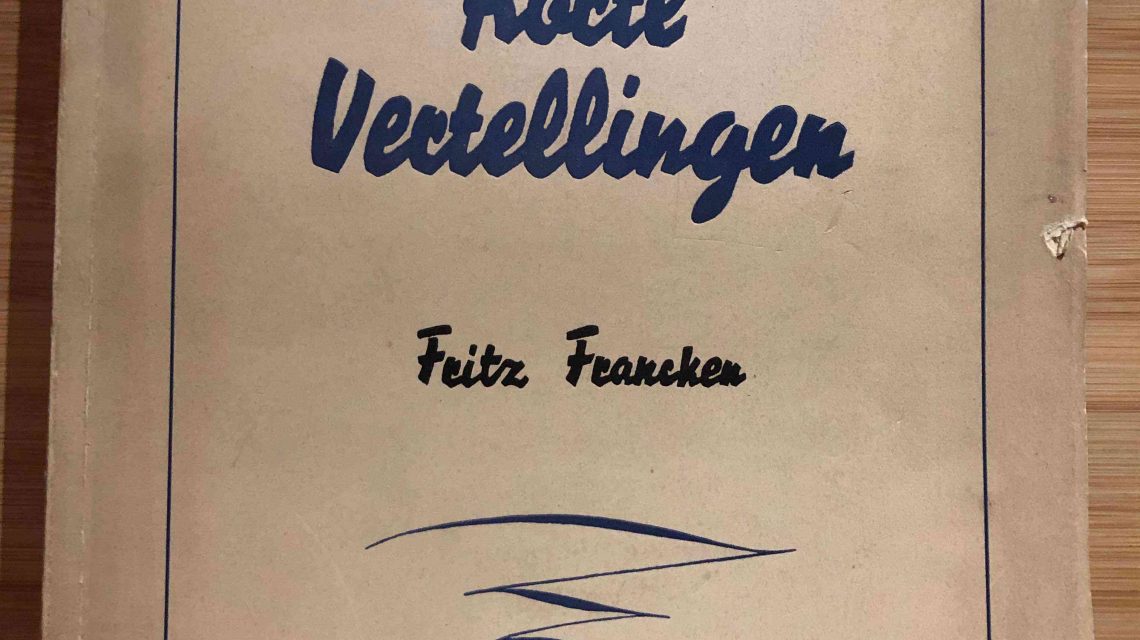 Korte
Vertellingen
Fritz Francken